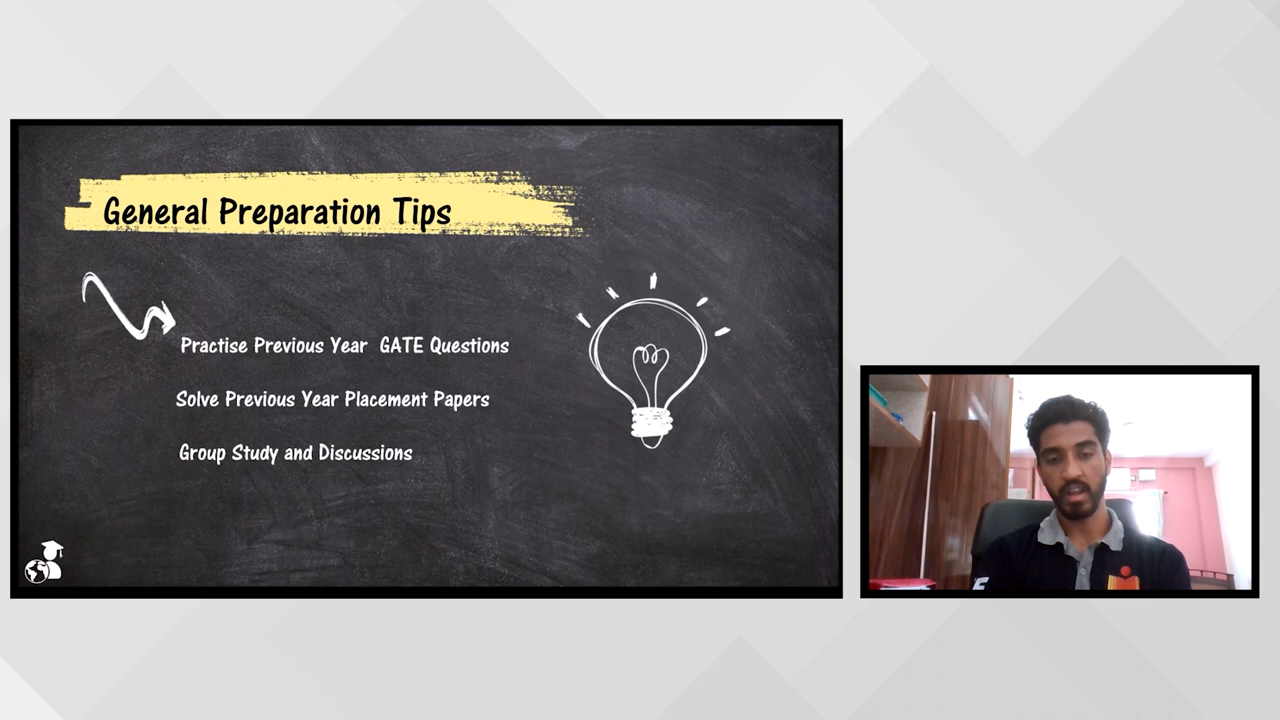 General Preparation Tips
Practise Previous Year GATE Questions
Solve Previous Year Placement Papers
Group Study and Discussions